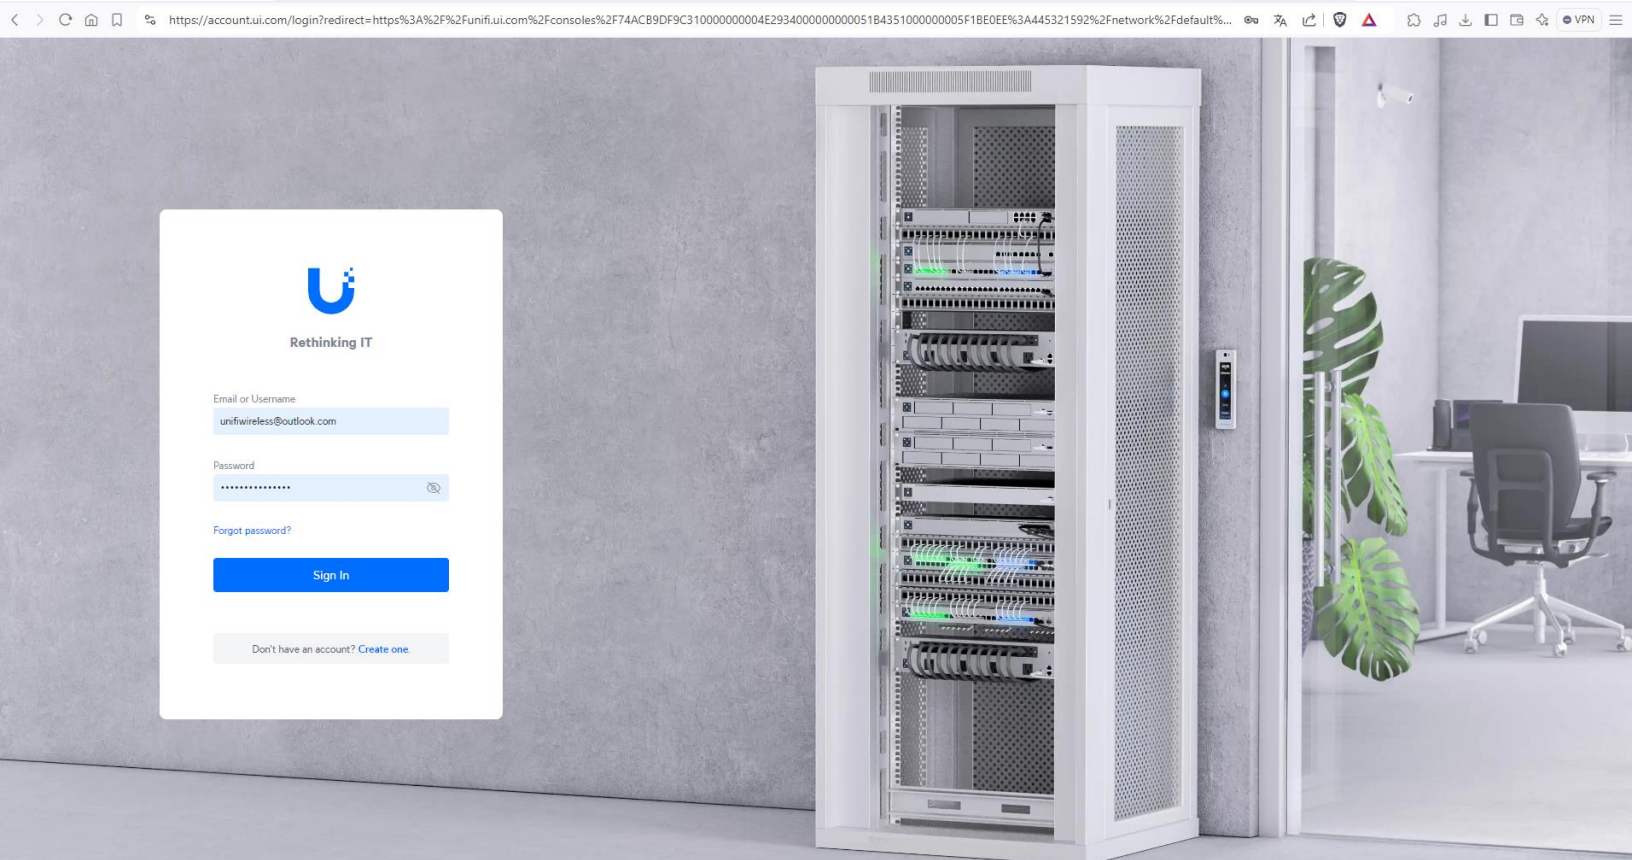 https://account.ui.com/login?redirect=https%3A%2F%2Funifi.ui.com%2Fconsoles%2F74ACB9DF9C310000000004E2934000000000051B4351000000005F1BE0EE%3A445321592%2Fnetwork%2Fdefault%...
VPN
Rethinking IT
Email or Username
unifiwireless@outlook.com
Password
Forgot password?
Sign In
Don't have an account? Create one.